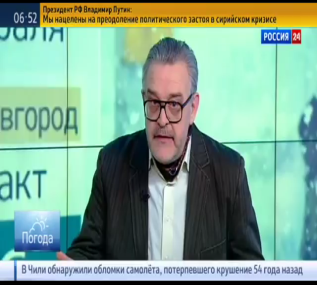 06:52
Президент РФ Владимир Путин:
Мы нацелены на преодоление политического застоя в сирийском кризисе
РОССИЯ 24
раля
вгород
акт
Погода
В Чили обнаружили обломки самолёта, потерпевшего крушение 54 года назад